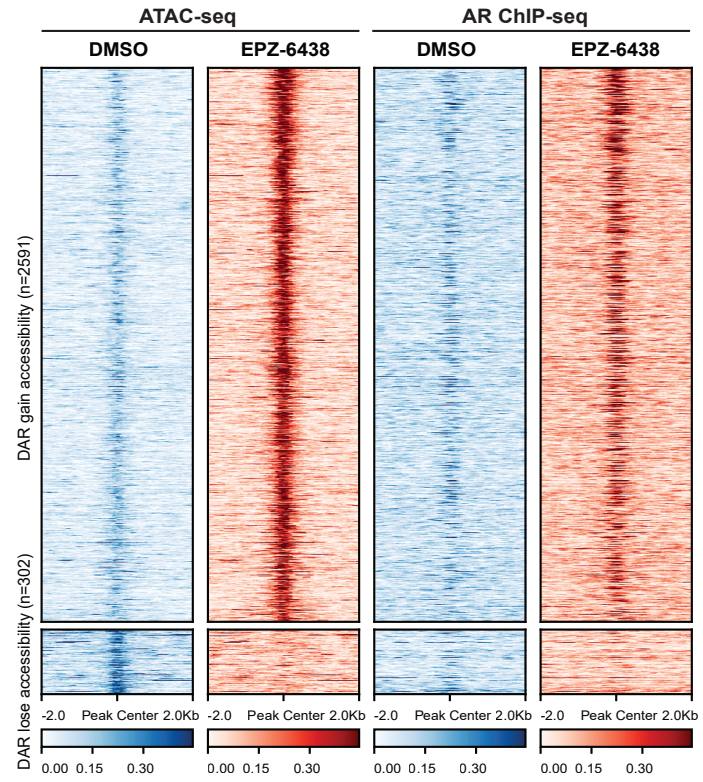 ATAC-seq
AR ChIP-seq
DMSO
EPZ-6438
DMSO
EPZ-6438
DAR gain accessibility (n=2591)
DAR lose accessibility (n=302)
-2.0 Peak Center 2.0Kb
-2.0 Peak Center 2.0Kb
-2.0 Peak Center 2.0Kb
-2.0 Peak Center 2.0Kb
0.00 0.15 0.30
0.00 0.15 0.30
0.00 0.15 0.30
0.00 0.15 0.30